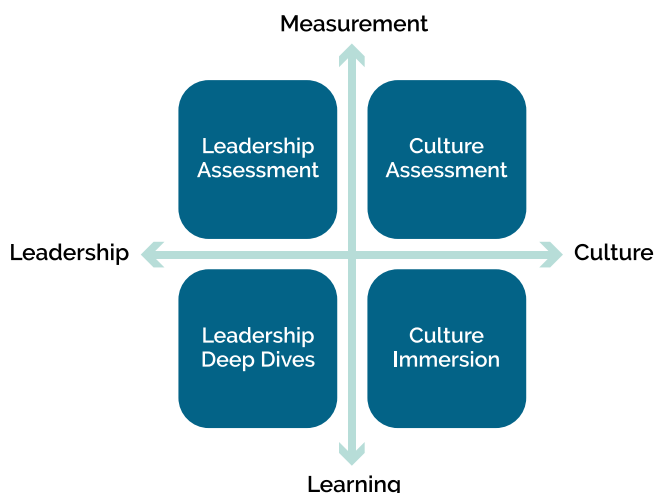 Measurement
Leadership
Assessment
Culture
Assessment
Leadership
Culture
Leadership
Deep Dives
Culture
Immersion
Learning